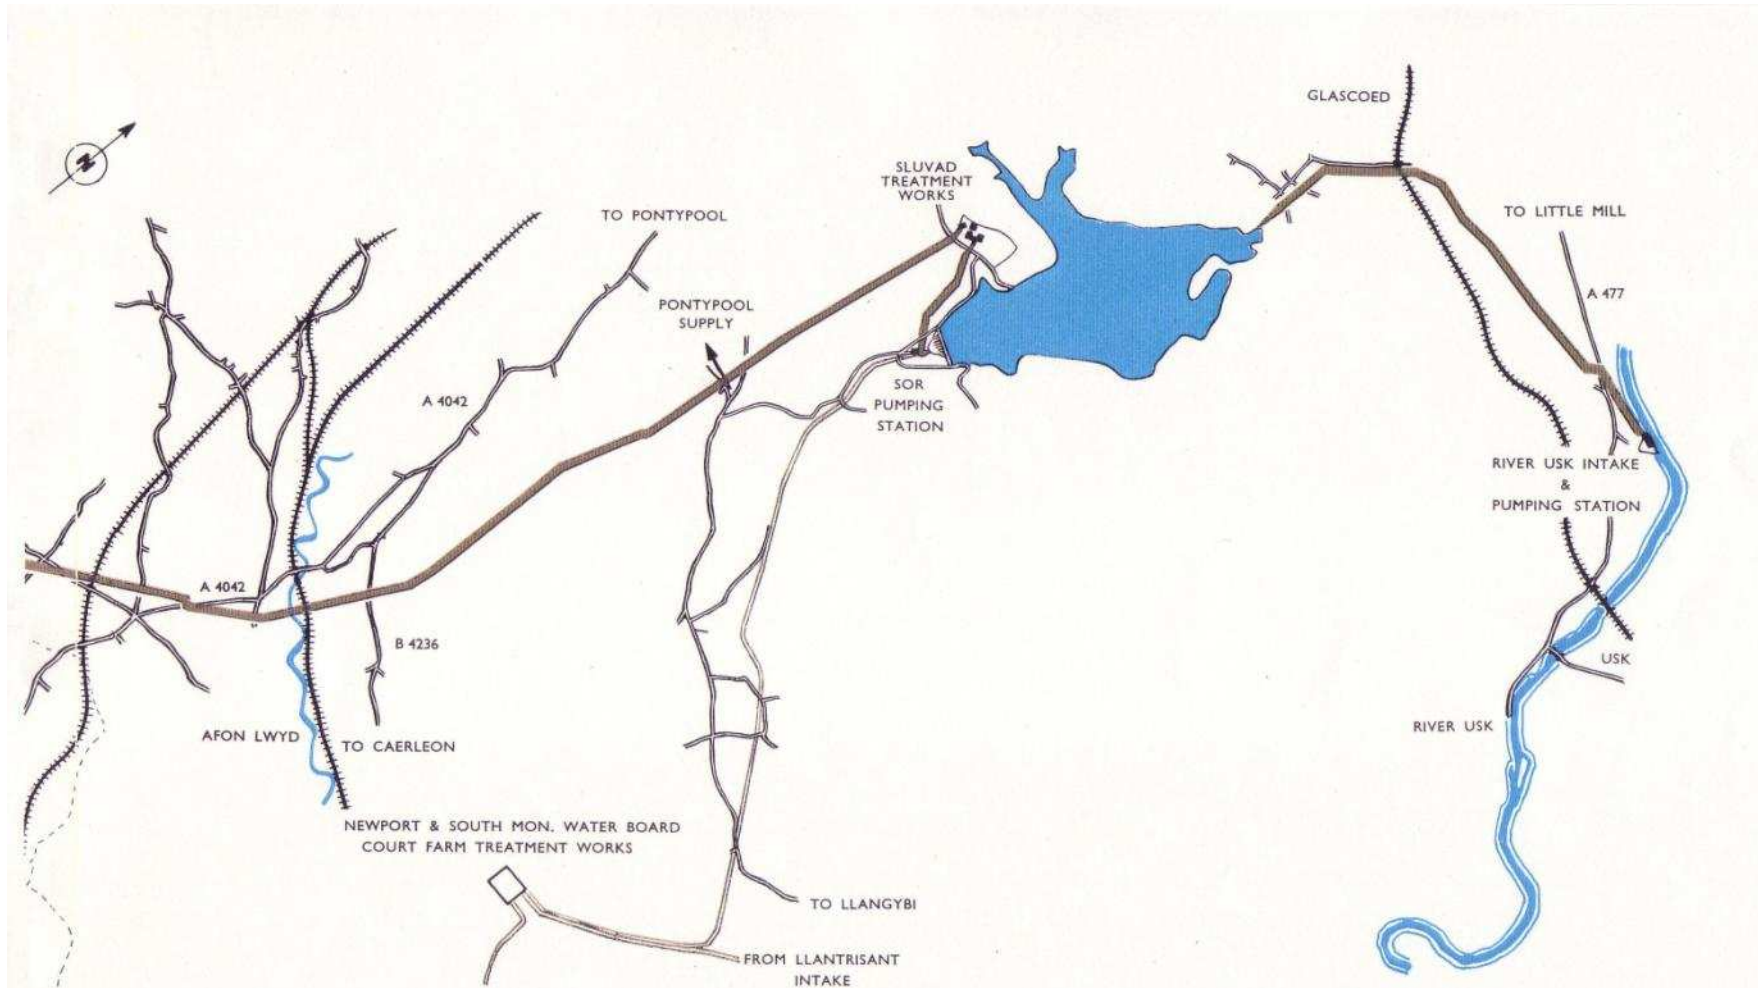 GLASCOED
N
SLUVAD
TREATMENT
WORKS
TO PONTYPOOL
TO LITTLE MILL
A 477
PONTYPOOL
SUPPLY
A 4042
SOR
PUMPING
STATION
RIVER USK INTAKE
&
PUMPING STATION
A 4042
B 4236
USK
RIVER USK
AFON LWYD
TO CAERLEON
NEWPORT & SOUTH MON. WATER BOARD
COURT FARM TREATMENT WORKS
TO LLANGYBI
FROM LLANTRISANT
INTAKE